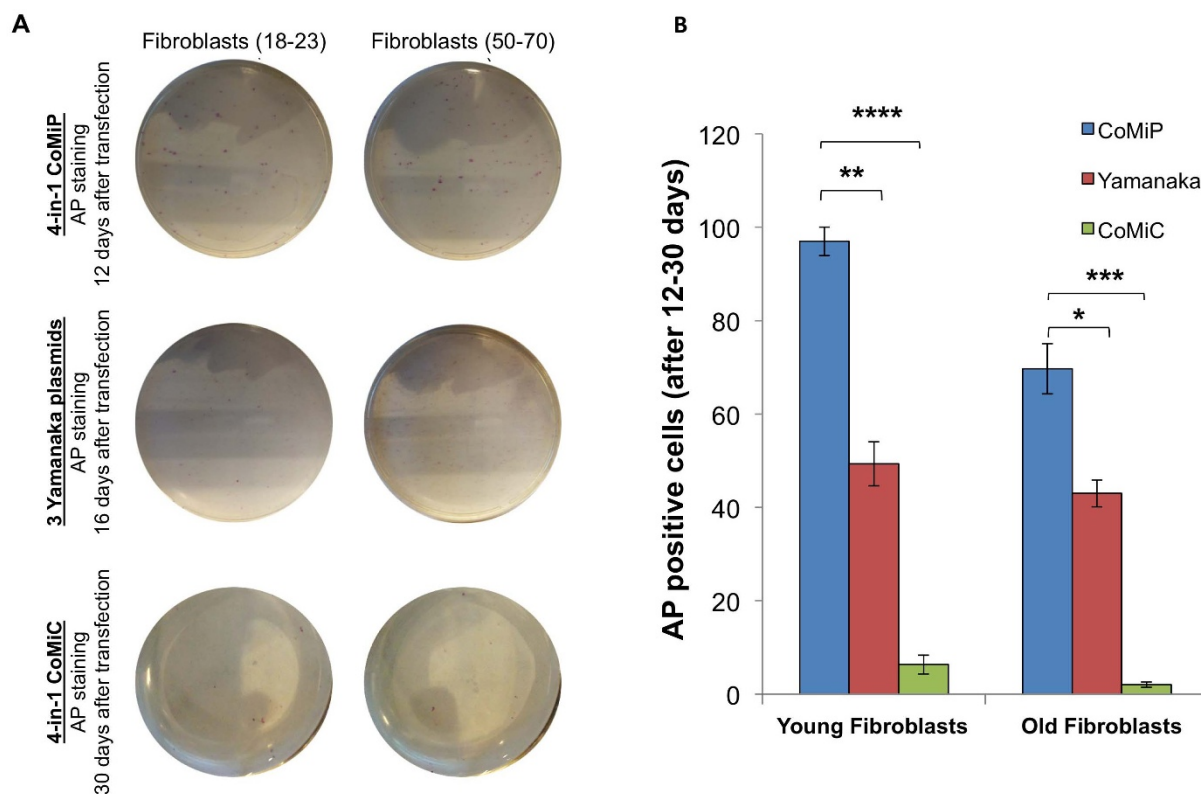 A
Fibroblasts (18-23)
Fibroblasts (50-70)
4-in-1 CoMiP
AP staining
12 days after transfection
3 Yamanaka plasmids
AP staining
16 days after transfection
4-in-1 CoMiC
AP staining
30 days after transfection
B
AP positive cells (after 12-30 days)
120
100
80
60
40
20
0
****
**
***
*
CoMiP
Yamanaka
CoMiC
Young Fibroblasts
Old Fibroblasts